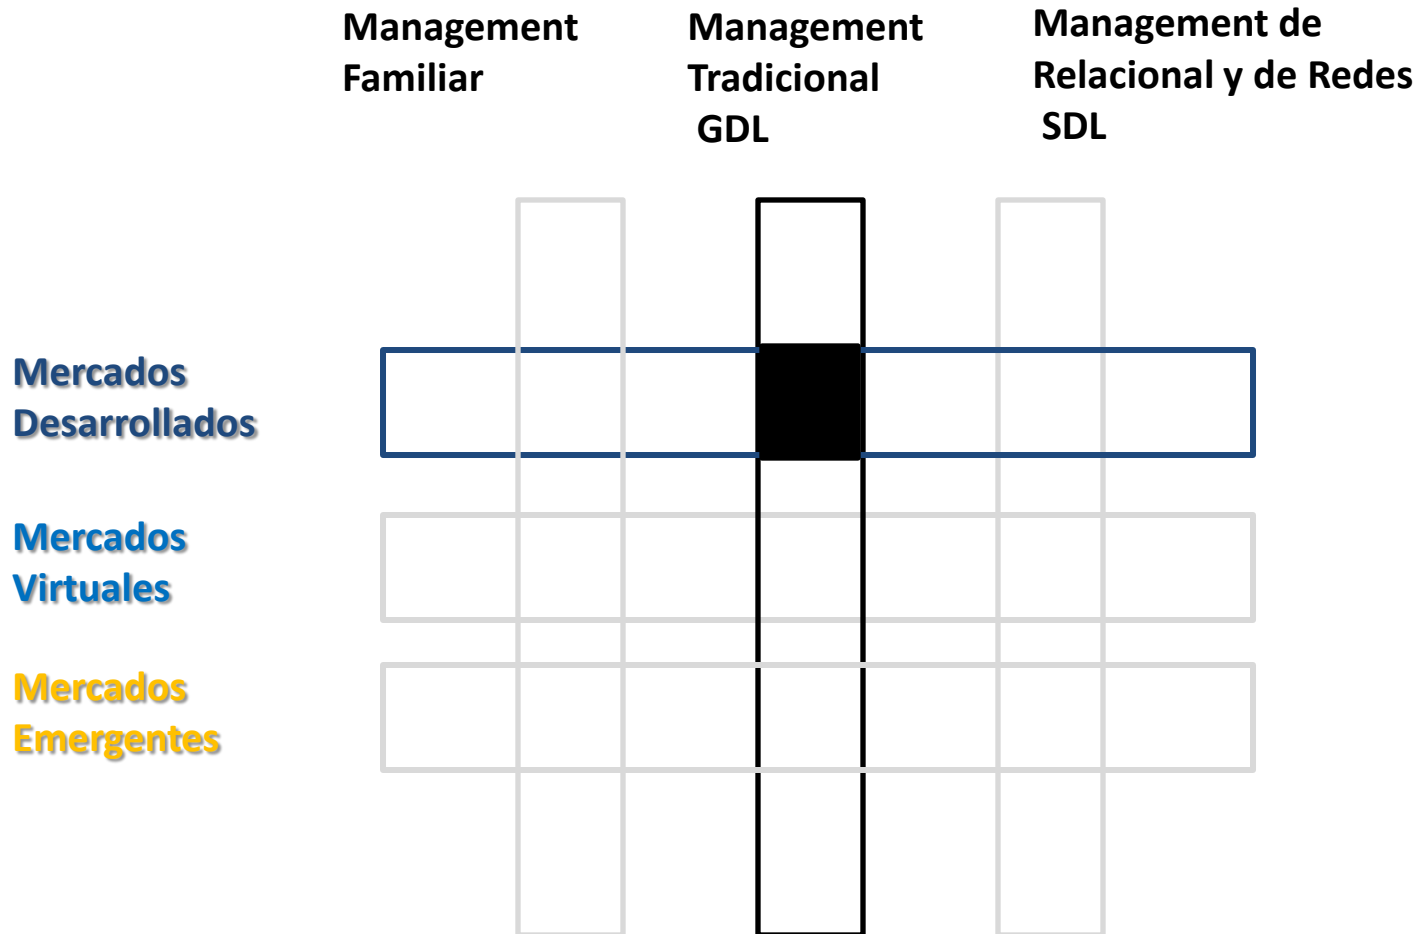 Management
Familiar
Management
Tradicional
GDL
Management de
Relacional y de Redes
SDL
Mercados
Desarrollados
Mercados
Virtuales
Mercados
Emergentes